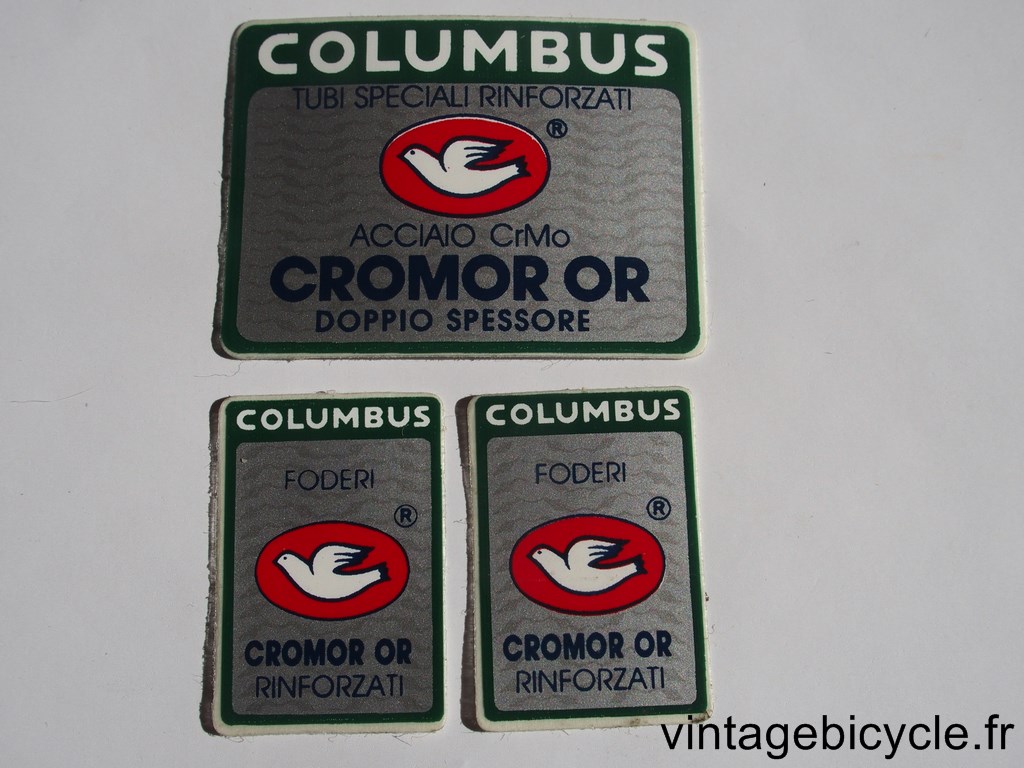 COLUMBUS
TUBI SPECIALI RINFORZATI
®
ACCIAIO CrMo
CROMOR OR
DOPPIO SPESSORE
COLUMBUS
FODERI
®
CROMOR OR
RINFORZATI
COLUMBUS
FODERI
®
CROMOR OR
RINFORZATI
vintagebicycle.fr